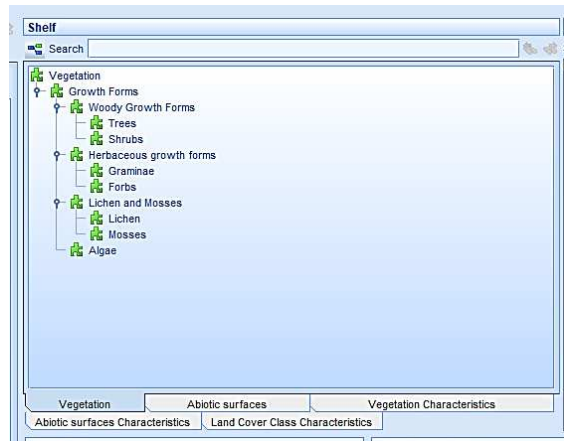 Shelf
Search
Vegetation
Growth Forms
Woody Growth Forms
Trees
Shrubs
Herbaceous growth forms
Graminae
Forbs
Lichen and Mosses
Lichen
Mosses
Algae
Vegetation Abiotic surfaces Vegetation Characteristics
Abiotic surfaces Characteristics Land Cover Class Characteristics